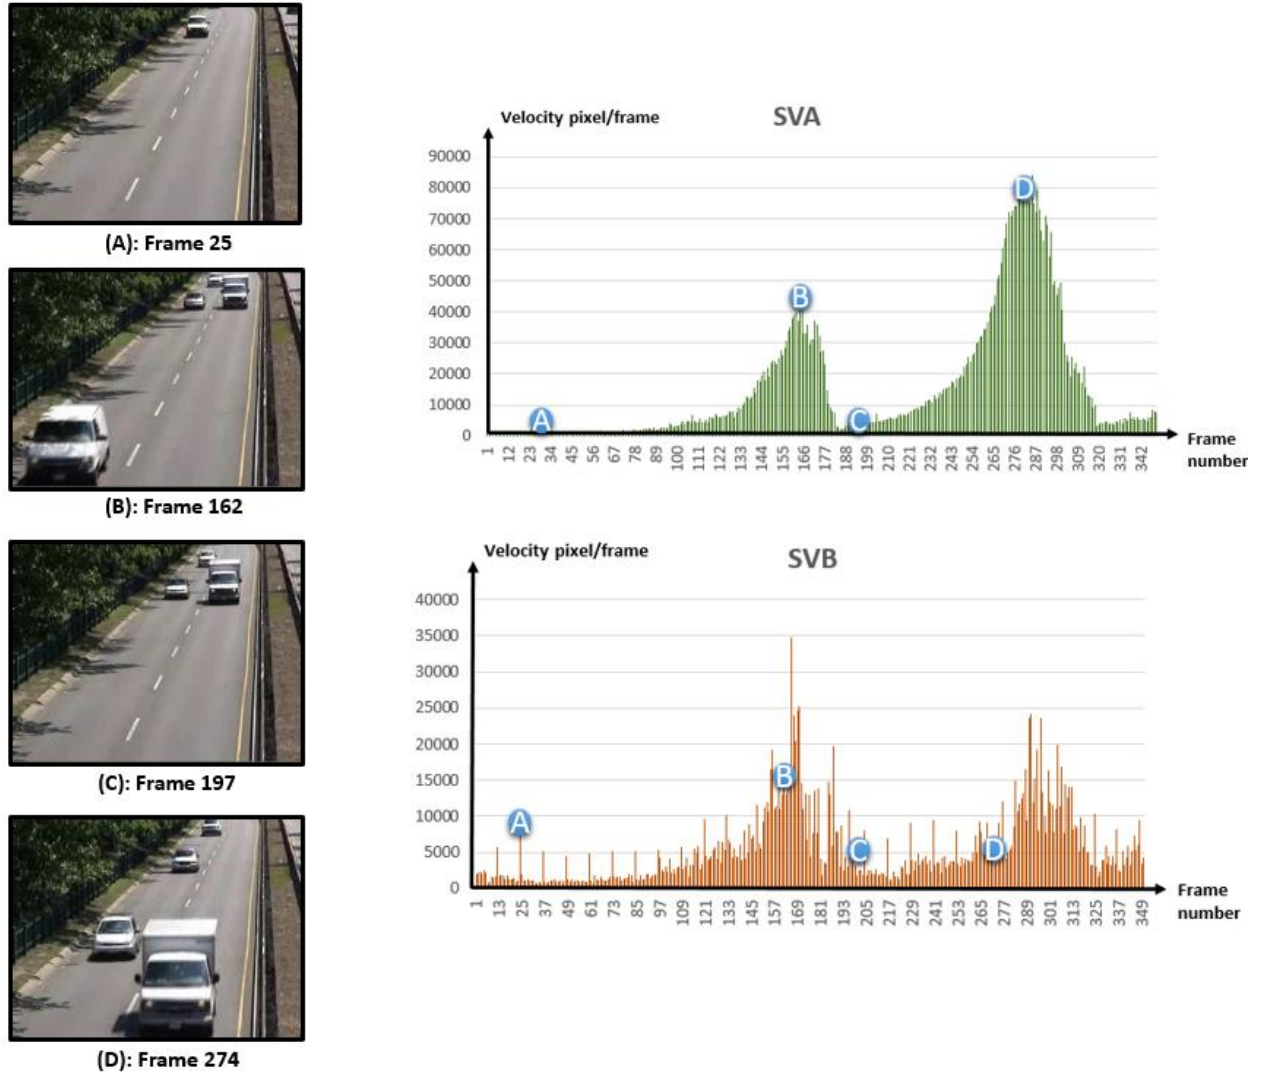 (A): Frame 25
(B): Frame 162
(C): Frame 197
(D): Frame 274
Velocity pixel/frame
SVA
90000
80000
D
70000
60000
50000
B
40000
30000
20000
10000
A
C
0
1 12 23 34 45 56 67 78 89 100 111 122 133 144 155 166 177 188 199 210 221 232 243 254 265 276 287 298 309 320 331 342
Frame
number
Velocity pixel/frame
SVB
40000
35000
30000
25000
20000
15000
B
10000
A
5000
C
D
0
1 13 25 37 49 61 73 85 97 109 121 133 145 157 169 181 193 205 217 229 241 253 265 277 289 301 313 325 337 349
Frame
number